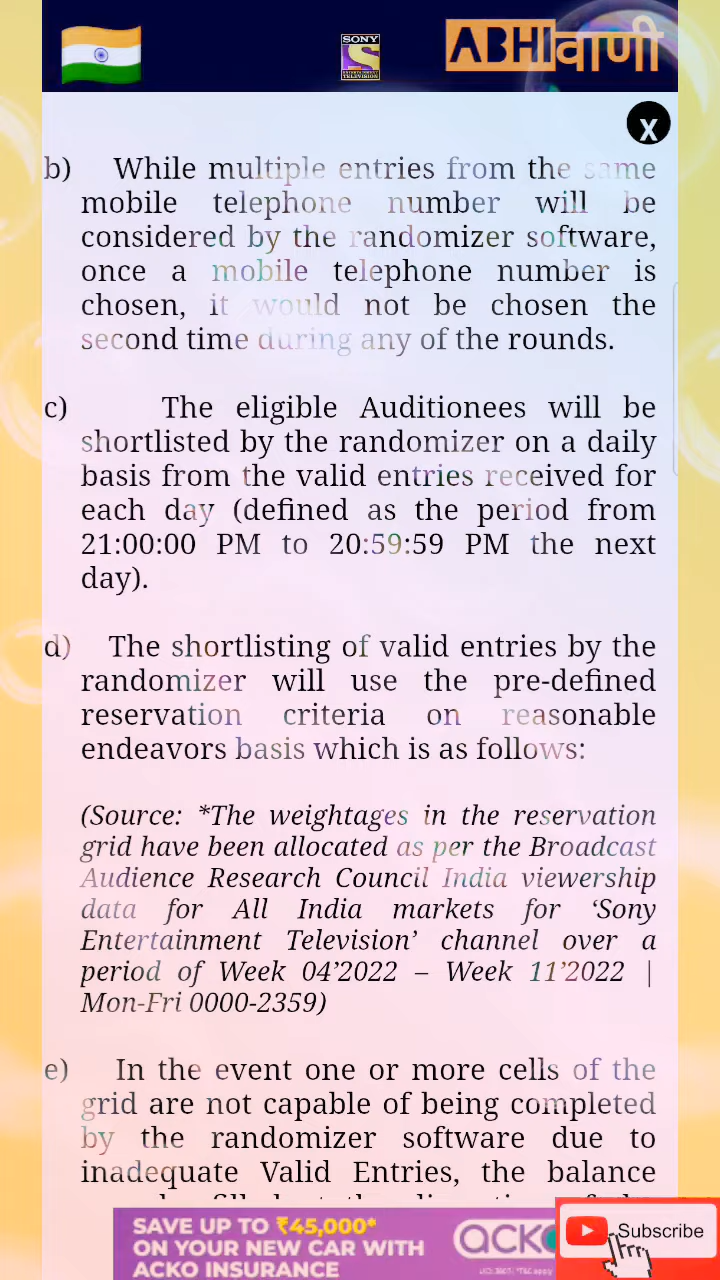 SONY
S
ENTERTAINMENT
TELEVISION
ABHIवाणी
X
b) While multiple entries from the same
mobile telephone number will be
considered by the randomizer software,
once a mobile telephone number is
chosen, it would not be chosen the
second time during any of the rounds.
c) The eligible Auditionees will be
shortlisted by the randomizer on a daily
basis from the valid entries received for
each day (defined as the period from
21:00:00 PM to 20:59:59 PM the next
day).
d) The shortlisting of valid entries by the
randomizer will use the pre-defined
reservation criteria on reasonable
endeavors basis which is as follows:
(Source: *The weightages in the reservation
grid have been allocated as per the Broadcast
Audience Research Council India viewership
data for All India markets for ‘Sony
Entertainment Television’ channel over a
period of Week 04’2022 – Week 11’2022 |
Mon-Fri 0000-2359)
e) In the event one or more cells of the
grid are not capable of being completed
by the randomizer software due to
inadequate Valid Entries, the balance
SAVE UP TO ₹45,000*
ON YOUR NEW CAR WITH
ACKO INSURANCE
acko
Subscribe